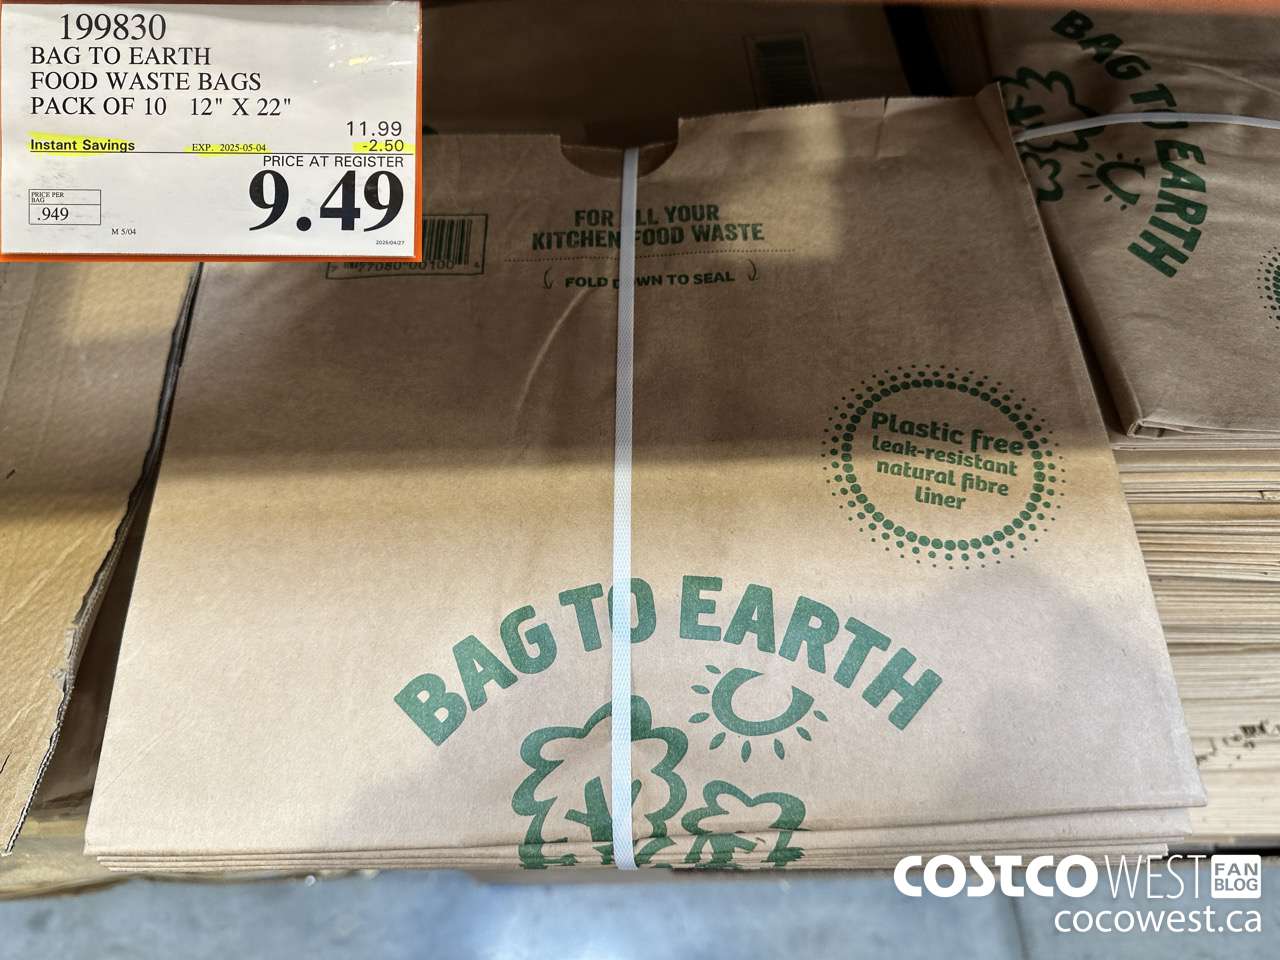 199830
BAG TO EARTH
FOOD WASTE BAGS
PACK OF 10 12" X 22"
11.99
Instant Savings EXP. 2025-05-04 -2.50
PRICE AT REGISTER
9.49
PRICE PER
BAG
.949
M 5/04
FOR ALL YOUR
KITCHEN FOOD WASTE
FOLD DOWN TO SEAL
Plastic free
leak-resistant
natural fibre
liner
BAG TO EARTH
BAG TO EARTH
COSTCO WEST FAN
BLOG
cocowest.ca